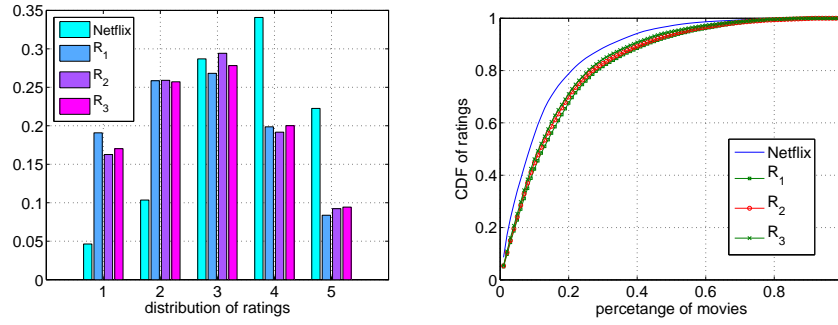 0.35
0.3
0.25
0.2
0.15
0.1
0.05
0
Netflix
R1
R2
R3
1 2 3 4 5
distribution of ratings
1
0.8
0.6
0.4
0.2
0
CDF of ratings
Netflix
R1
R2
R3
0 0.2 0.4 0.6 0.8 1
percetange of movies